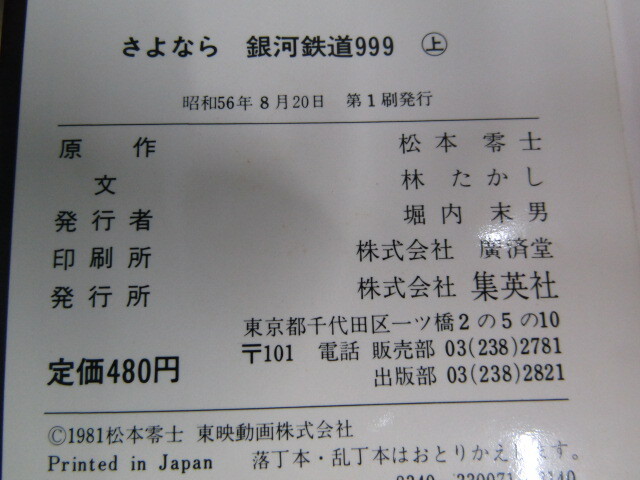 さよなら 銀河鉄道999 ㊤
昭和56年8月20日 第1刷発行
原作 松本零士
文 林たかし
発行者 堀内末男
印刷所 株式会社 廣済堂
発行所 株式会社 集英社
東京都千代田区一ツ橋2の5の10
〒101 電話 販売部 03(238)2781
定価480円 出版部 03(238)2821
©1981松本零士 東映動画株式会社
Printed in Japan 落丁本・乱丁本はおとりかえします。